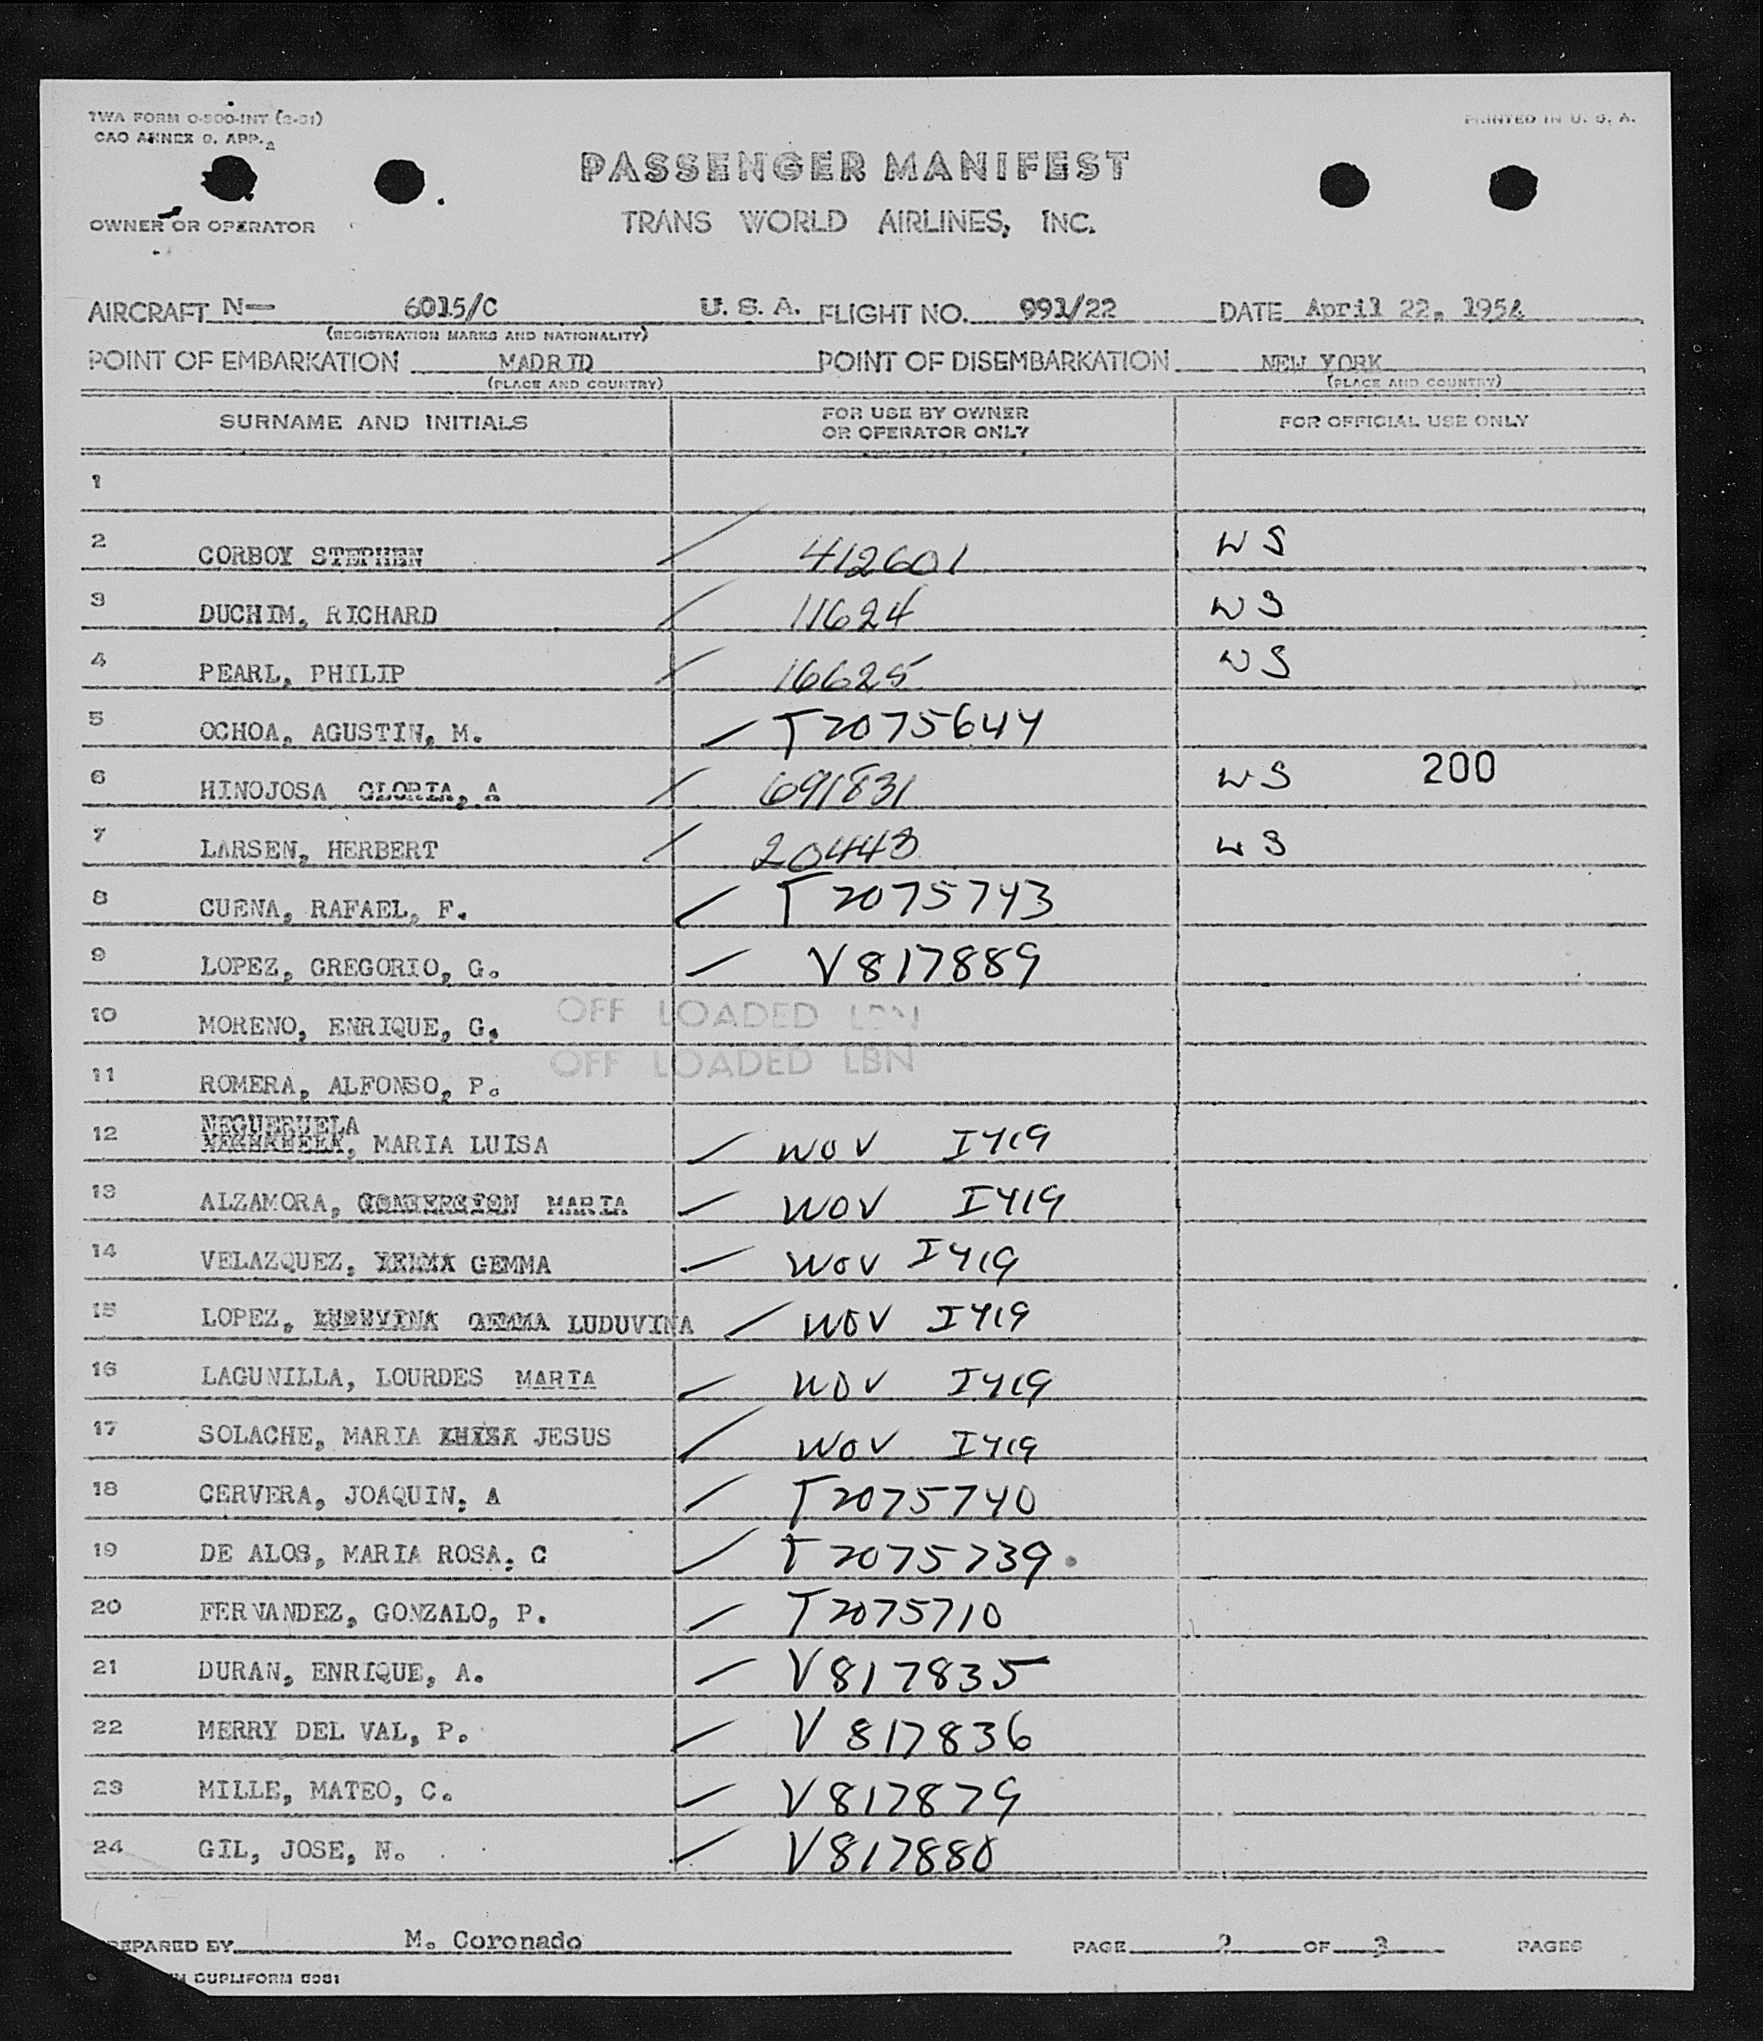 TWA FORM O-500-INT (2-51)
CAO ANNEX 9, APP.
PRINTED IN U. S. A.
PASSENGER MANIFEST
OWNER OR OPERATOR TRANS WORLD AIRLINES, INC.
AIRCRAFT N— 6015/C U. S. A. FLIGHT NO. 991/22 DATE April 22, 1954
(REGISTRATION MARKS AND NATIONALITY)
POINT OF EMBARKATION MADRID POINT OF DISEMBARKATION NEW YORK
(PLACE AND COUNTRY) (PLACE AND COUNTRY)
SURNAME AND INITIALS FOR USE BY OWNER OR OPERATOR ONLY FOR OFFICIAL USE ONLY
1
2 CORBOY STEPHEN / 412601 WS
3 DUCHIM, RICHARD / 11624 WS
4 PEARL, PHILIP / 16625 WS
5 OCHOA, AGUSTIN, M. / T2075644
6 HINOJOSA GLORIA, A / 691831 WS 200
7 LARSEN, HERBERT / 20443 WS
8 CUENA, RAFAEL, F. / T2075743
9 LOPEZ, GREGORIO, G. / V817889
10 MORENO, ENRIQUE, G. OFF LOADED LBN
11 ROMERA, ALFONSO, P. OFF LOADED LBN
NEGUERUELA
12 , MARIA LUISA / WOV I419
13 ALZAMORA, CONCEPCION MARIA / WOV I419
14 VELAZQUEZ, GEMMA / WOV I419
15 LOPEZ, GEMMA LUDUVINA / WOV I419
16 LAGUNILLA, LOURDES MARIA / WOV I419
17 SOLACHE, MARIA JESUS / WOV I419
18 CERVERA, JOAQUIN. A / T2075740
19 DE ALOS, MARIA ROSA. C / T2075739.
20 FERNANDEZ, GONZALO, P. / T2075710
21 DURAN, ENRIQUE, A. / V817835
22 MERRY DEL VAL, P. / V817836
23 MILLE, MATEO, C. / V817879
24 GIL, JOSE, N. / V817880
PREPARED BY M. Coronado PAGE 2 OF 3 PAGES
DUPLIFORM